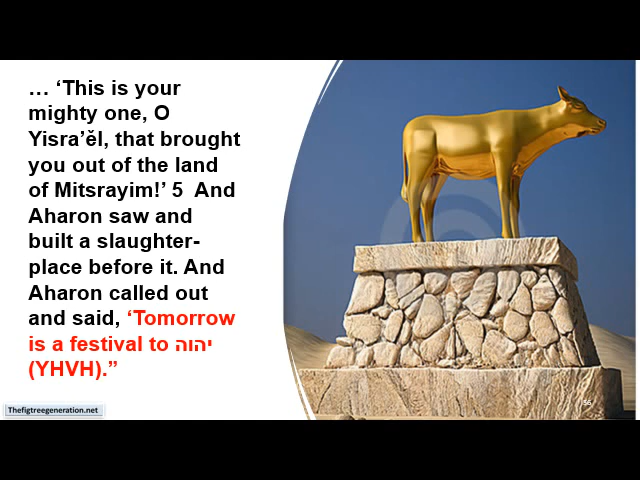 … ‘This is your
mighty one, O
Yisra’ĕl, that brought
you out of the land
of Mitsrayim!’ 5  And
Aharon saw and
built a slaughter-
place before it. And
Aharon called out
and said, ‘Tomorrow
is a festival to יהוה
(YHVH).”
Thefigtreegeneration.net
56